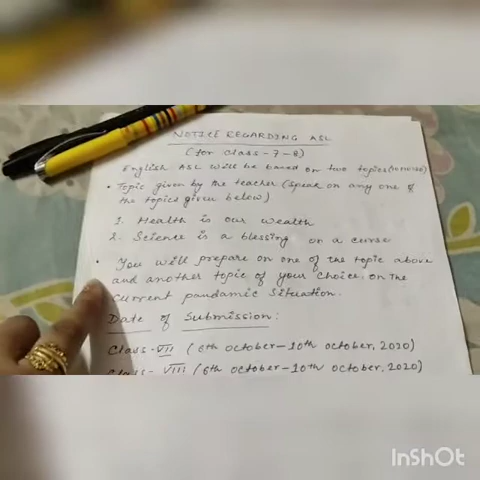 NOTICE REGARDING ASL
(for Class-7-8)
English ASL will be based on two topics
• Topic given by the teacher (Speak on any one of
the topics given below)
1. Health is our wealth
2. Science is a blessing or a curse
• You will prepare on one of the topic above
and another topic of your choice. on the
current pandamic situation.
Date of Submission:
Class-VII (6th october-10th october, 2020)
Class-VIII (6th october-10th october, 2020)
InShOt